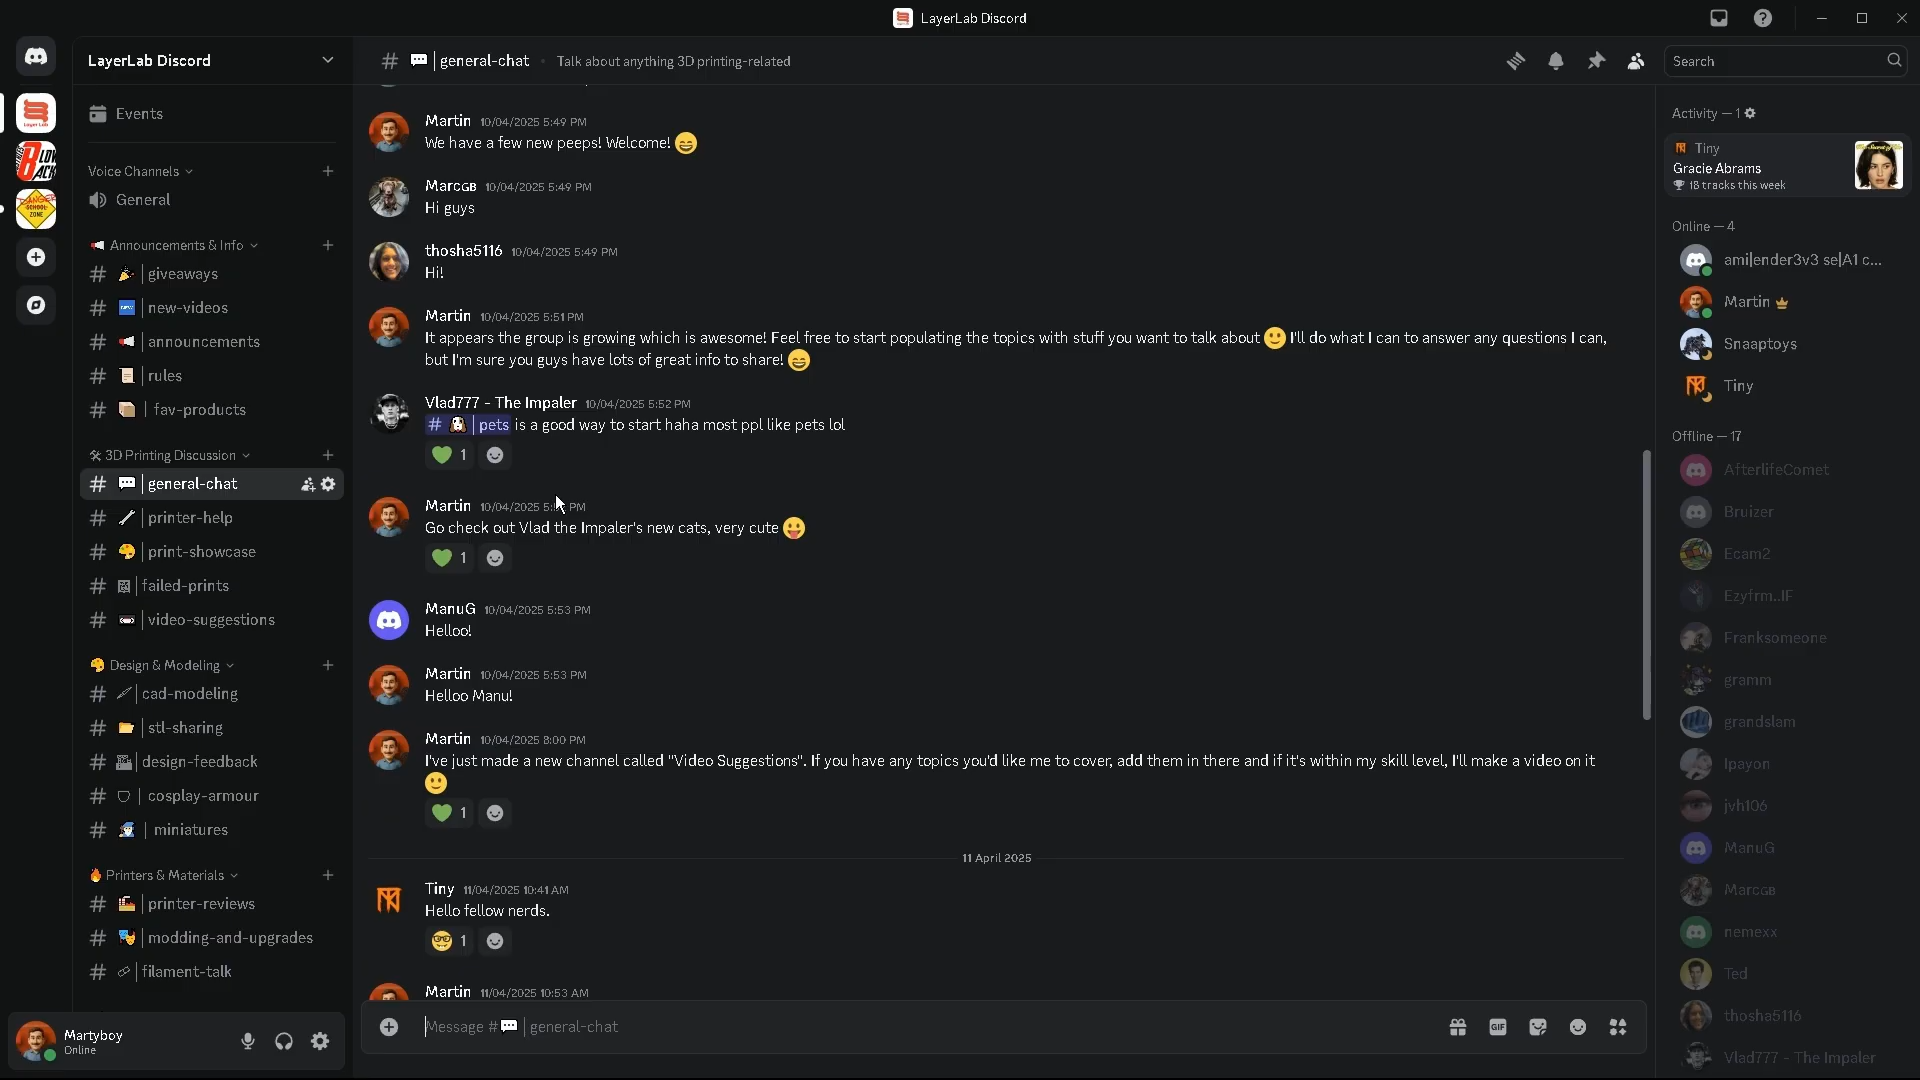 LayerLab Discord
LayerLab Discord
Events
Voice Channels
General
Announcements & Info
giveaways
new-videos
announcements
rules
fav-products
3D Printing Discussion
general-chat
printer-help
print-showcase
failed-prints
video-suggestions
Design & Modeling
cad-modeling
stl-sharing
design-feedback
cosplay-armour
miniatures
Printers & Materials
printer-reviews
modding-and-upgrades
filament-talk
Martyboy
Online
# 💬 | general-chat · Talk about anything 3D printing-related
Martin 10/04/2025 5:49 PM
We have a few new peeps! Welcome! 😄
MarcGB 10/04/2025 5:49 PM
Hi guys
thosha5116 10/04/2025 5:49 PM
Hi!
Martin 10/04/2025 5:51 PM
It appears the group is growing which is awesome! Feel free to start populating the topics with stuff you want to talk about 🙂 I'll do what I can to answer any questions I can,
but I'm sure you guys have lots of great info to share! 😄
Vlad777 - The Impaler 10/04/2025 5:52 PM
# 🐶 | pets is a good way to start haha most ppl like pets lol
💚 1
Martin 10/04/2025 PM
Go check out Vlad the Impaler's new cats, very cute 😛
💚 1
ManuG 10/04/2025 5:53 PM
Helloo!
Martin 10/04/2025 5:53 PM
Helloo Manu!
Martin 10/04/2025 8:00 PM
I've just made a new channel called "Video Suggestions". If you have any topics you'd like me to cover, add them in there and if it's within my skill level, I'll make a video on it
🙂
💚 1
11 April 2025
Tiny 11/04/2025 10:41 AM
Hello fellow nerds.
🤓 1
Martin 11/04/2025 10:53 AM
Message # 💬 | general-chat
GIF
Search
Activity — 1
Tiny
Gracie Abrams
18 tracks this week
Online — 4
ami|ender3v3 se|A1 c...
Martin
Snaaptoys
Tiny
Offline — 17
AfterlifeComet
Bruizer
Ecam2
Ezyfrm..IF
Franksomeone
gramm
grandslam
Ipayon
jvh106
ManuG
MarcGB
nemexx
Ted
thosha5116
Vlad777 - The Impaler